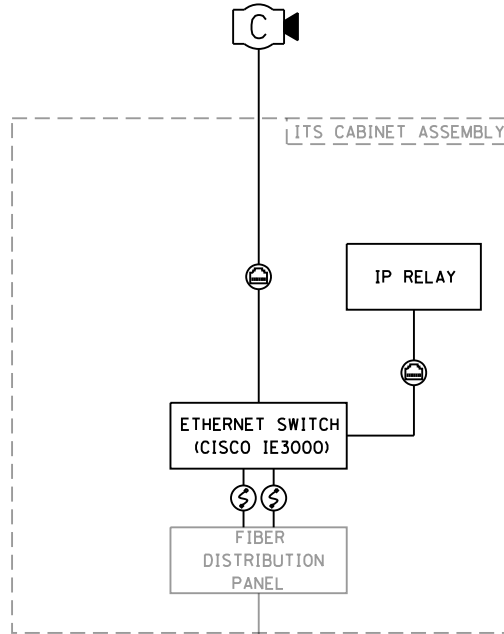 C
ITS CABINET ASSEMBLY
IP RELAY
ETHERNET SWITCH
(CISCO IE3000)
FIBER
DISTRIBUTION
PANEL